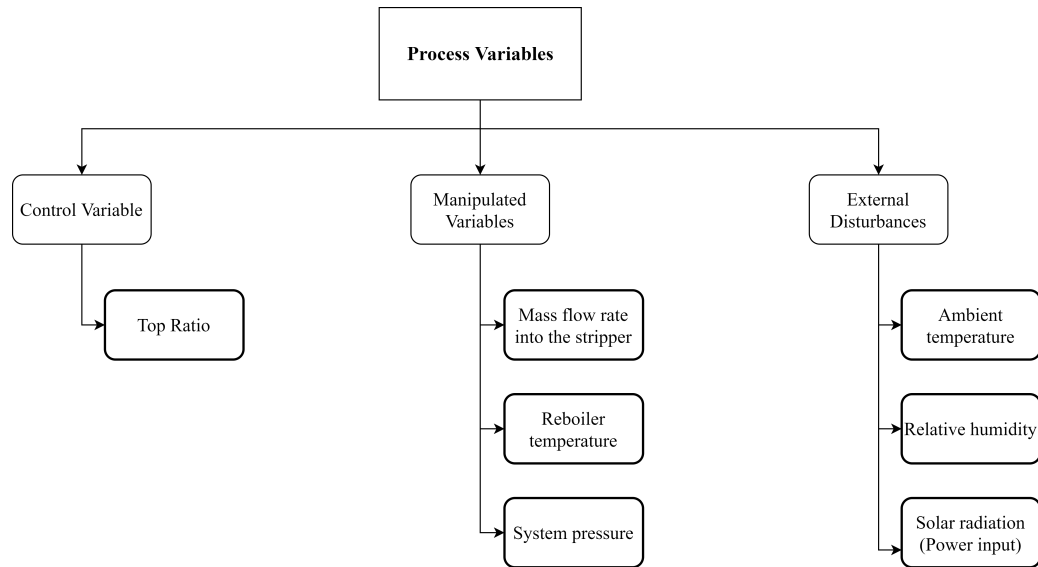 Process Variables
Control Variable
Manipulated
Variables
External
Disturbances
Top Ratio
Mass flow rate
into the stripper
Ambient
temperature
Reboiler
temperature
Relative humidity
System pressure
Solar radiation
(Power input)